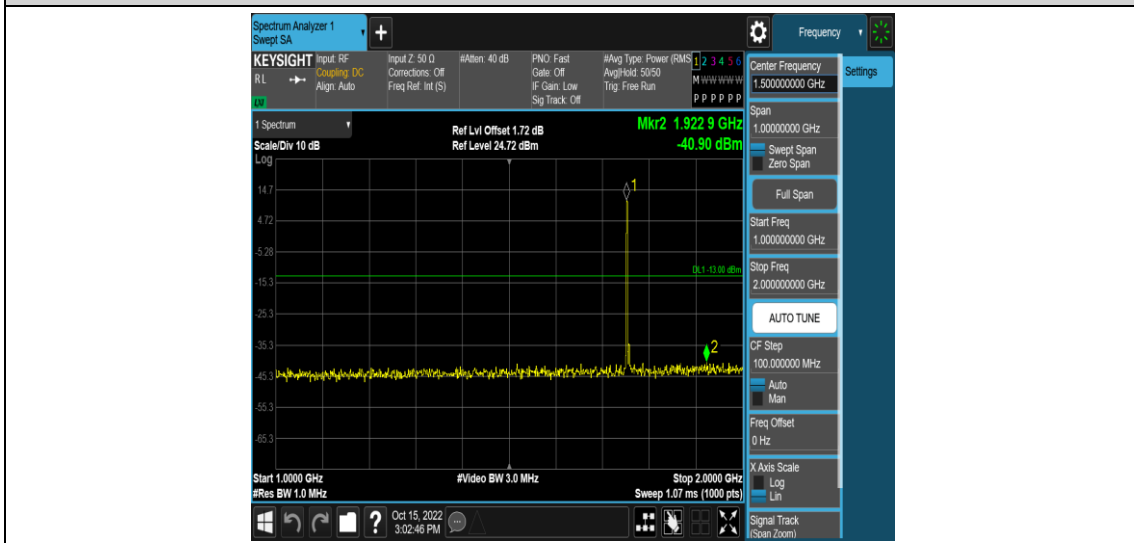 Spectrum Analyzer 1
Swept SA
+
Frequency
KEYSIGHT
RL
LXI
Input: RF
Coupling: DC
Align: Auto
Input Z: 50 Ω
Corrections: Off
Freq Ref: Int (S)
#Atten: 40 dB
PNO: Fast
Gate: Off
IF Gain: Low
Sig Track: Off
#Avg Type: Power (RMS
Avg|Hold: 50/50
Trig: Free Run
1 2 3 4 5 6
M W W W W W
P P P P P P
1 Spectrum
Scale/Div 10 dB
Log
Ref Lvl Offset 1.72 dB
Ref Level 24.72 dBm
Mkr2 1.922 9 GHz
-40.90 dBm
14.7
4.72
-5.28
-15.3
-25.3
-35.3
-45.3
-55.3
-65.3
1
DL1 -13.00 dBm
2
Start 1.0000 GHz
#Res BW 1.0 MHz
#Video BW 3.0 MHz
Stop 2.0000 GHz
Sweep 1.07 ms (1000 pts)
Center Frequency
1.500000000 GHz
Settings
Span
1.00000000 GHz
Swept Span
Zero Span
Full Span
Start Freq
1.000000000 GHz
Stop Freq
2.000000000 GHz
AUTO TUNE
CF Step
100.000000 MHz
Auto
Man
Freq Offset
0 Hz
X Axis Scale
Log
Lin
Signal Track
(Span Zoom)
?
Oct 15, 2022
3:02:46 PM